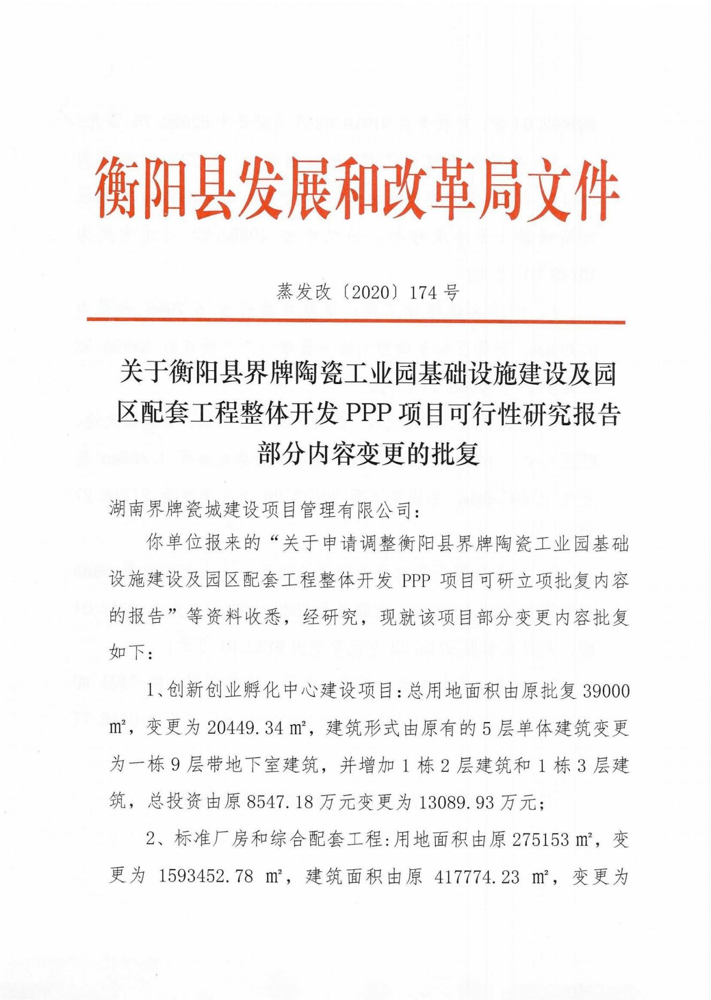 衡阳县发展和改革局文件
蒸发改〔2020〕174号
关于衡阳县界牌陶瓷工业园基础设施建设及园
区配套工程整体开发 PPP 项目可行性研究报告
部分内容变更的批复
湖南界牌瓷城建设项目管理有限公司：
你单位报来的“关于申请调整衡阳县界牌陶瓷工业园基础
设施建设及园区配套工程整体开发 PPP 项目可研立项批复内容
的报告”等资料收悉，经研究，现就该项目部分变更内容批复
如下：
1、创新创业孵化中心建设项目：总用地面积由原批复 39000
㎡，变更为 20449.34 ㎡，建筑形式由原有的 5 层单体建筑变更
为一栋 9 层带地下室建筑，并增加 1 栋 2 层建筑和 1 栋 3 层建
筑，总投资由原 8547.18 万元变更为 13089.93 万元；
2、标准厂房和综合配套工程：用地面积由原 275153 ㎡，变
更为 1593452.78 ㎡，建筑面积由原 417774.23 ㎡，变更为